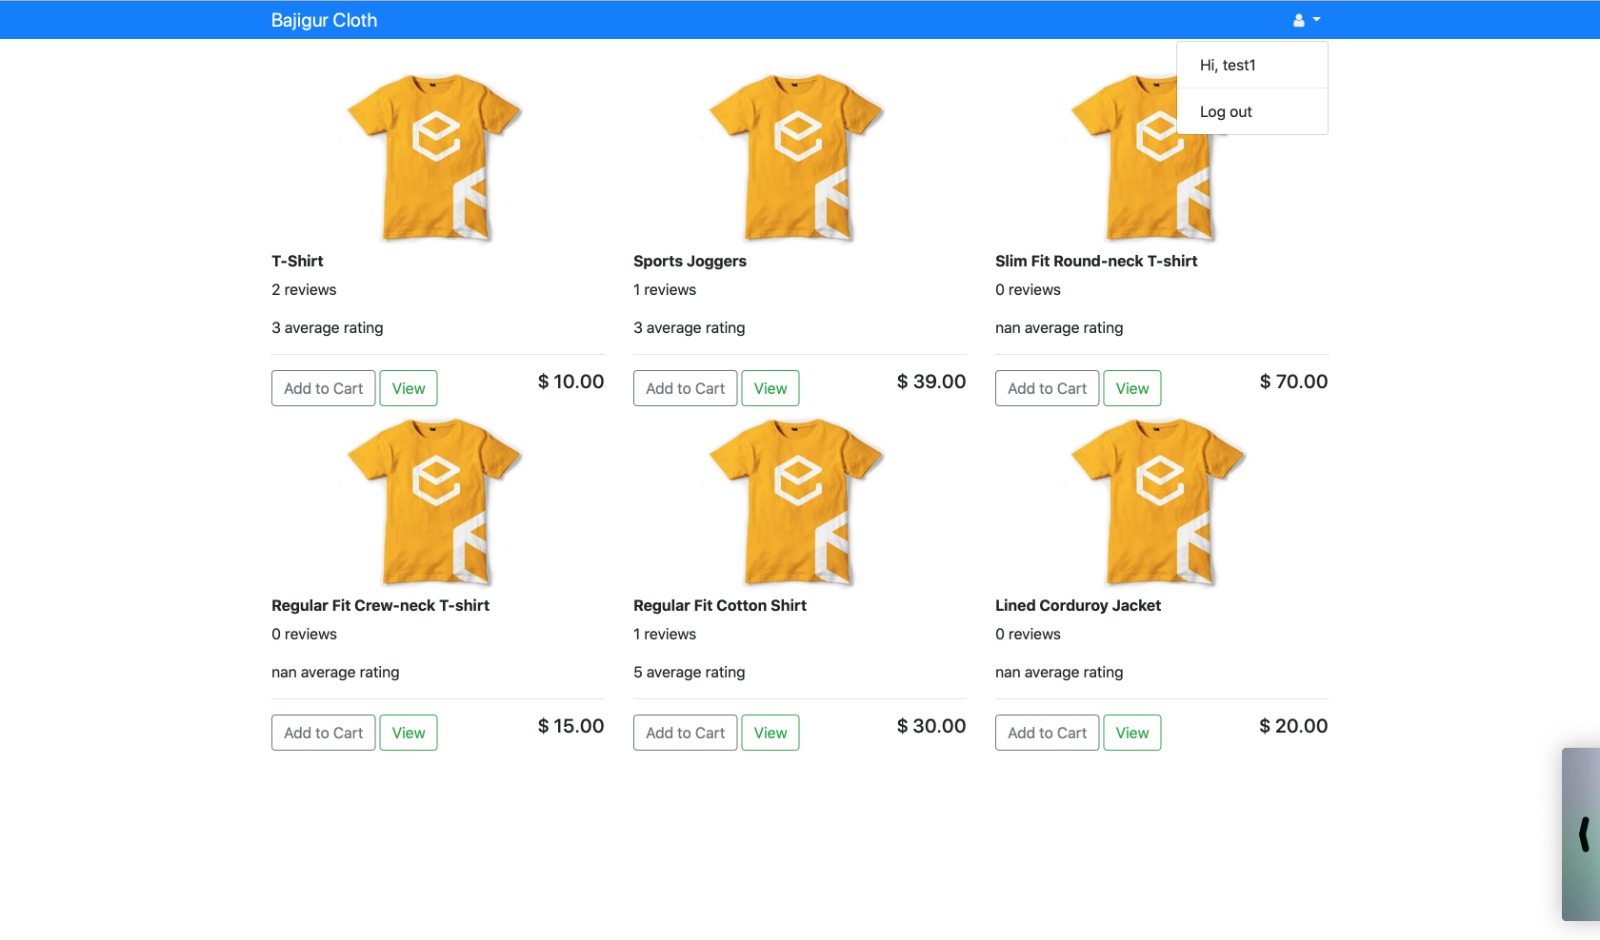 Bajigur Cloth
Hi, test1
Log out
T-Shirt
2 reviews
3 average rating
Add to Cart View $ 10.00
Sports Joggers
1 reviews
3 average rating
Add to Cart View $ 39.00
Slim Fit Round-neck T-shirt
0 reviews
nan average rating
Add to Cart View $ 70.00
Regular Fit Crew-neck T-shirt
0 reviews
nan average rating
Add to Cart View $ 15.00
Regular Fit Cotton Shirt
1 reviews
5 average rating
Add to Cart View $ 30.00
Lined Corduroy Jacket
0 reviews
nan average rating
Add to Cart View $ 20.00